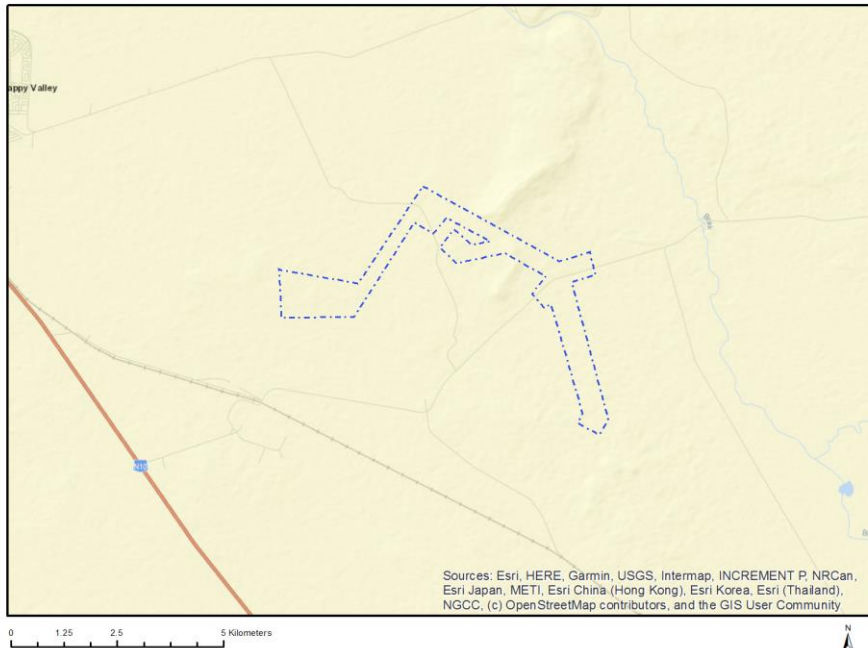 appy Valley
N10
Sources: Esri, HERE, Garmin, USGS, Intermap, INCREMENT P, NRCan,
Esri Japan, METI, Esri China (Hong Kong), Esri Korea, Esri (Thailand),
NGCC, (c) OpenStreetMap contributors, and the GIS User Community
0 1.25 2.5 5 Kilometers
N